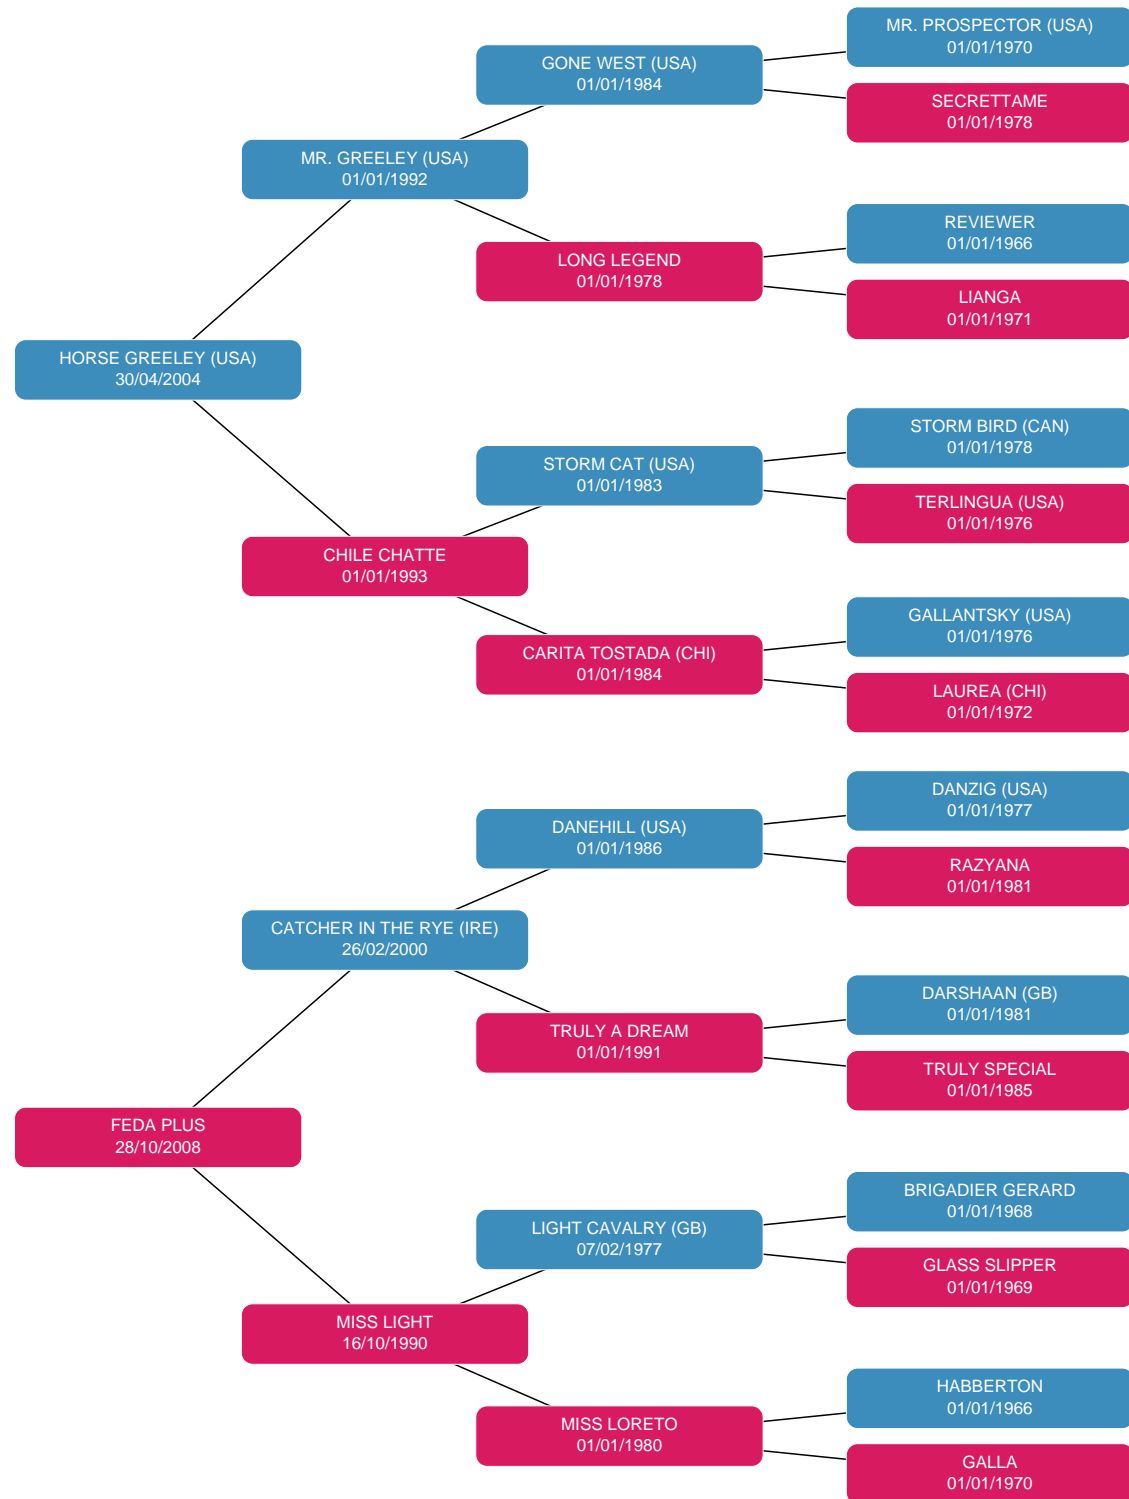 MR. PROSPECTOR (USA)
01/01/1970
GONE WEST (USA)
01/01/1984
SECRETTAME
01/01/1978
MR. GREELEY (USA)
01/01/1992
REVIEWER
01/01/1966
LONG LEGEND
01/01/1978
LIANGA
01/01/1971
HORSE GREELEY (USA)
30/04/2004
STORM BIRD (CAN)
01/01/1978
STORM CAT (USA)
01/01/1983
TERLINGUA (USA)
01/01/1976
CHILE CHATTE
01/01/1993
GALLANTSKY (USA)
01/01/1976
CARITA TOSTADA (CHI)
01/01/1984
LAUREA (CHI)
01/01/1972
DANZIG (USA)
01/01/1977
DANEHILL (USA)
01/01/1986
RAZYANA
01/01/1981
CATCHER IN THE RYE (IRE)
26/02/2000
DARSHAAN (GB)
01/01/1981
TRULY A DREAM
01/01/1991
TRULY SPECIAL
01/01/1985
FEDA PLUS
28/10/2008
BRIGADIER GERARD
01/01/1968
LIGHT CAVALRY (GB)
07/02/1977
GLASS SLIPPER
01/01/1969
MISS LIGHT
16/10/1990
HABBERTON
01/01/1966
MISS LORETO
01/01/1980
GALLA
01/01/1970